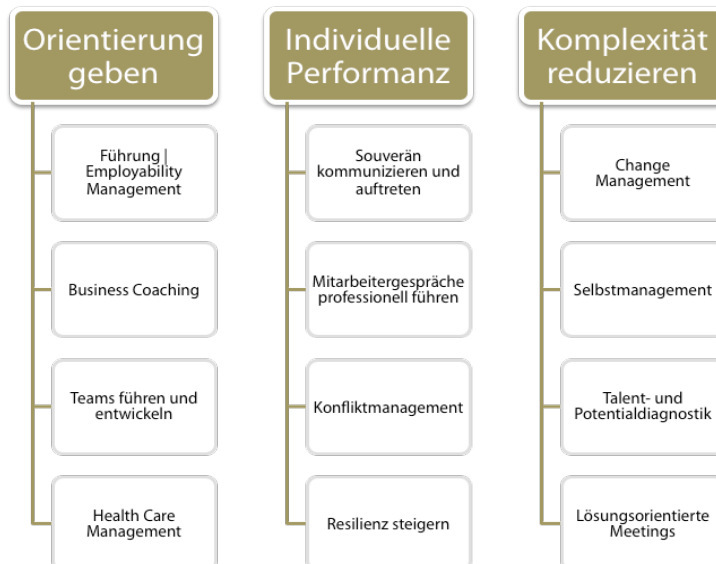 Orientierung
geben
Führung |
Employability
Management
Business Coaching
Teams führen und
entwickeln
Health Care
Management
Individuelle
Performanz
Souverän
kommunizieren und
auftreten
Mitarbeitergespräche
professionell führen
Konfliktmanagement
Resilienz steigern
Komplexität
reduzieren
Change
Management
Selbstmanagement
Talent- und
Potentialdiagnostik
Lösungsorientierte
Meetings